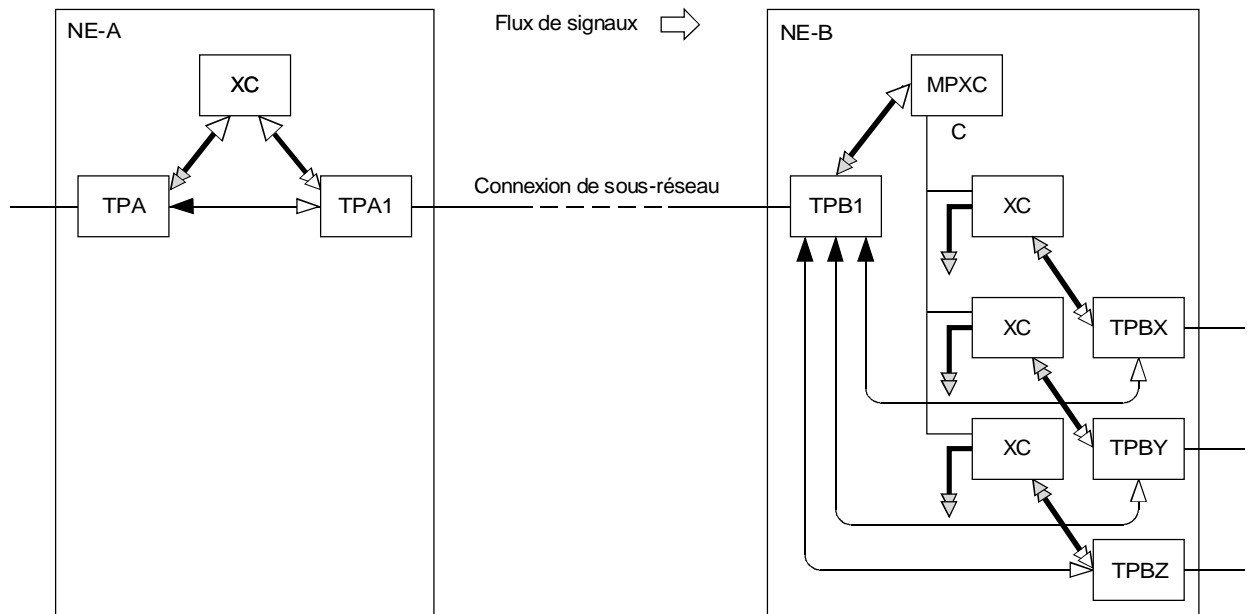 NE-A
Flux de signaux
NE-B
XC
MPXC
C
TPA
TPA1
Connexion de sous-réseau
TPB1
XC
XC
TPBX
XC
TPBY
TPBZ